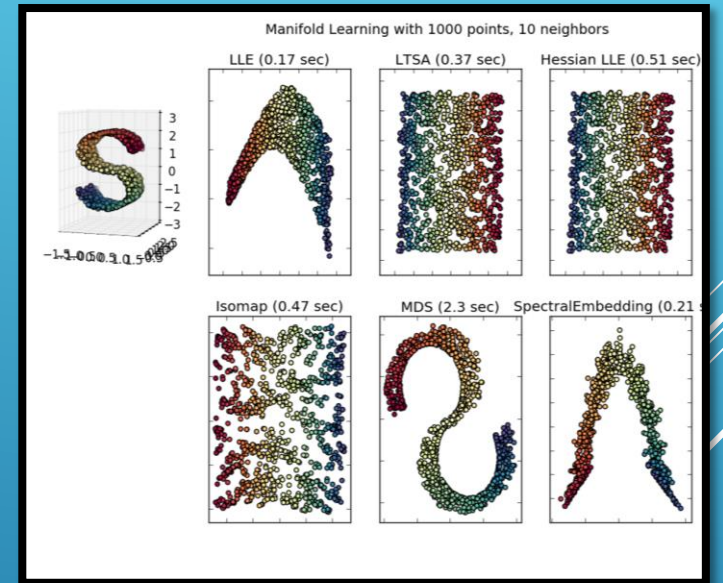 Manifold Learning with 1000 points, 10 neighbors
LLE (0.17 sec)
LTSA (0.37 sec)
Hessian LLE (0.51 sec)
3
2
1
0
−1
−2
−3
Isomap (0.47 sec)
MDS (2.3 sec)
SpectralEmbedding (0.21 s